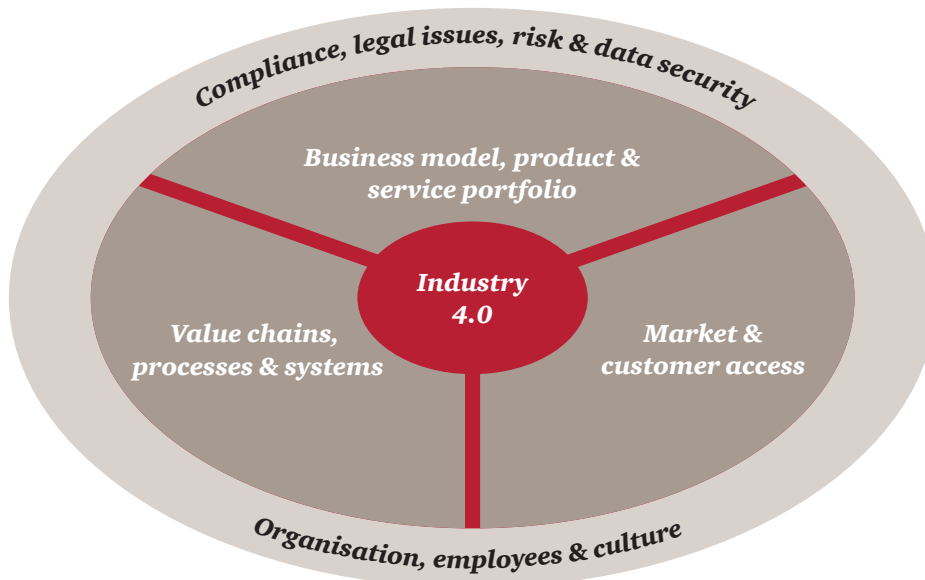 Compliance, legal issues, risk & data security
Business model, product &
service portfolio
Industry
4.0
Value chains,
processes & systems
Market &
customer access
Organisation, employees & culture